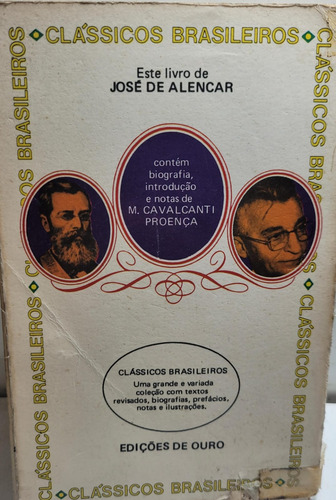 CLÁSSICOS BRASILEIROS
CLÁSSICOS BRASILEIROS
CLÁSSICOS BRASILEIROS
Este livro de
JOSÉ DE ALENCAR
contém
biografia,
introdução
e notas de
M. CAVALCANTI
PROENÇA
CLÁSSICOS BRASILEIROS
CLÁSSICOS BRASILEIROS
CLÁSSICOS BRASILEIROS
Uma grande e variada
coleção com textos
revisados, biografias, prefácios,
notas e ilustrações.
EDIÇÕES DE OURO
CLÁSSICOS BRASILEIROS